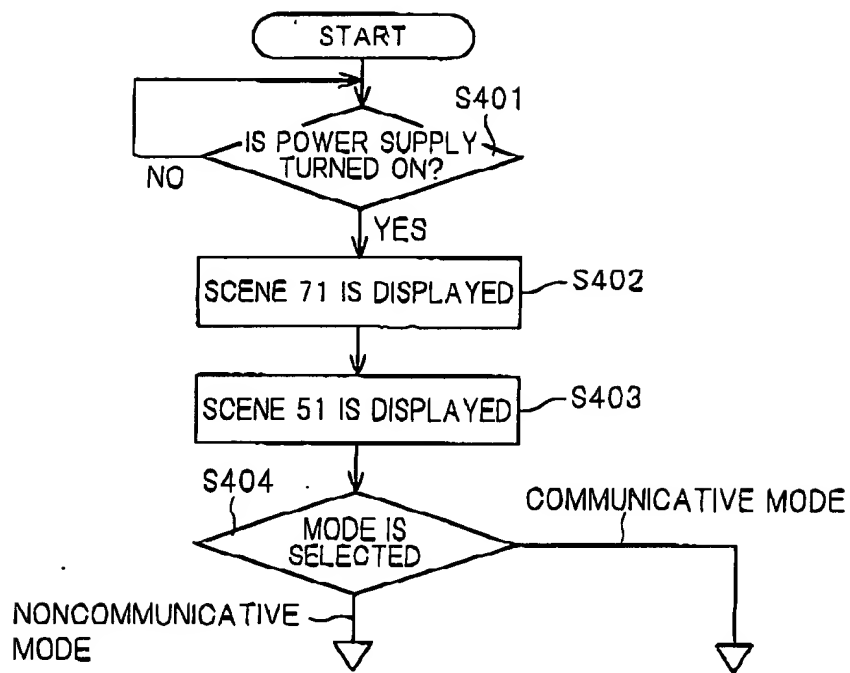 START
S401
IS POWER SUPPLY
TURNED ON?
NO
YES
SCENE 71 IS DISPLAYED
S402
SCENE 51 IS DISPLAYED
S403
S404
MODE IS
SELECTED
COMMUNICATIVE MODE
NONCOMMUNICATIVE
MODE